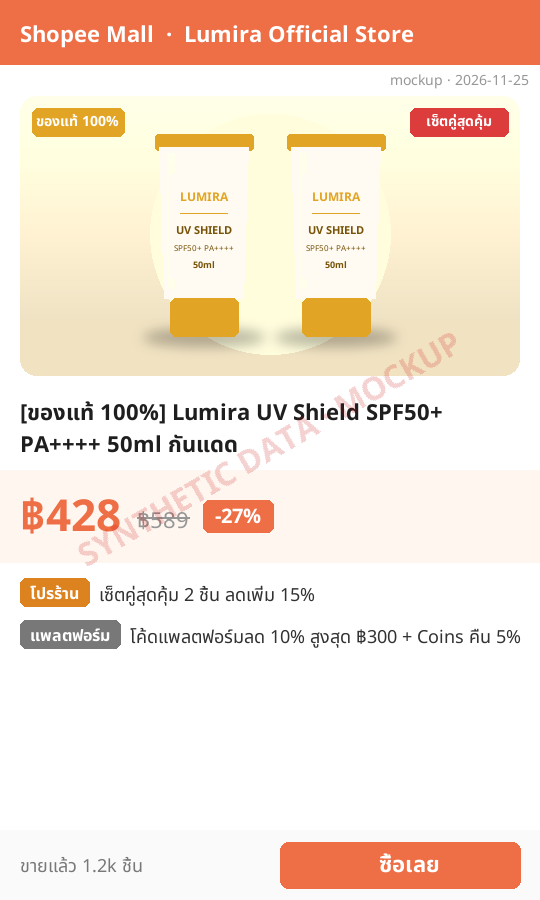 Shopee Mall · Lumira Official Store
mockup · 2026-11-25
ของแท้ 100%
เซ็ตคู่สุดคุ้ม
LUMIRA
UV SHIELD
SPF50+ PA++++
50ml
LUMIRA
UV SHIELD
SPF50+ PA++++
50ml
[ของแท้ 100%] Lumira UV Shield SPF50+
PA++++ 50ml กันแดด
SYNTHETIC DATA · MOCKUP
฿428 ฿589 -27%
โปรร้าน เซ็ตคู่สุดคุ้ม 2 ชิ้น ลดเพิ่ม 15%
แพลตฟอร์ม โค้ดแพลตฟอร์มลด 10% สูงสุด ฿300 + Coins คืน 5%
ขายแล้ว 1.2k ชิ้น
ซื้อเลย